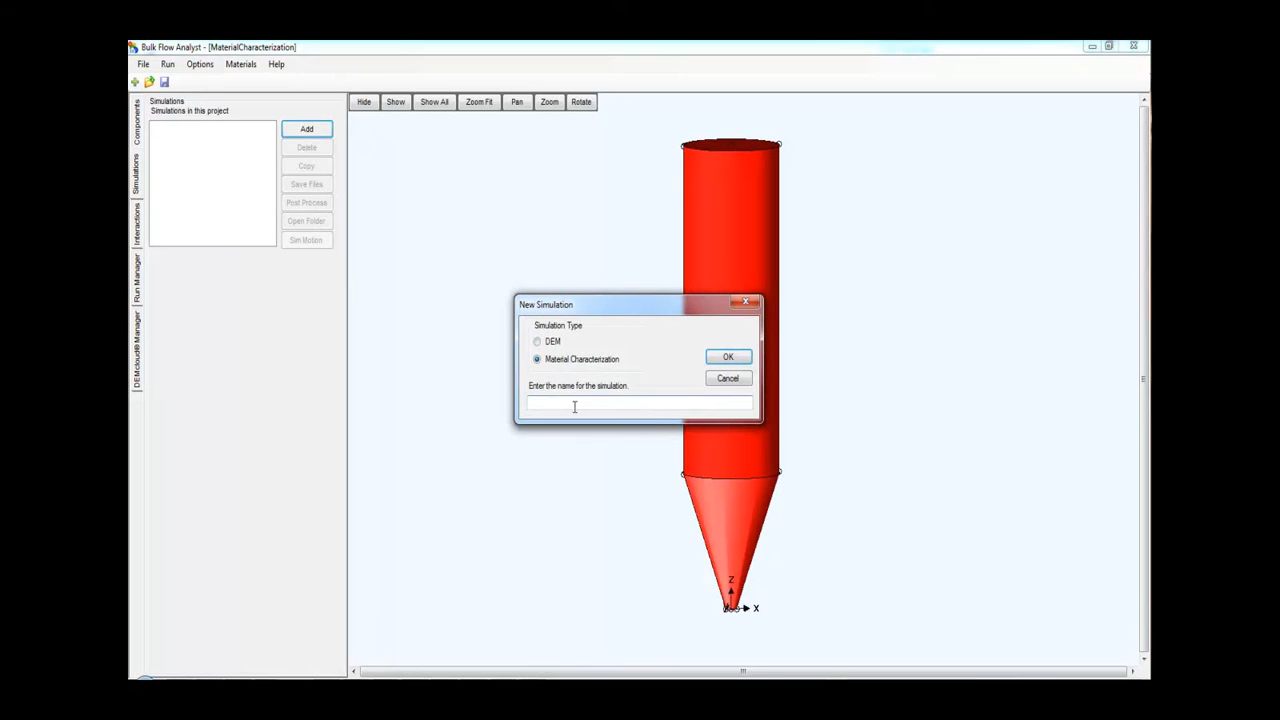 Bulk Flow Analyst - [MaterialCharacterization]
File Run Options Materials Help
Simulations
Simulations in this project
Components
Simulations
Interactions
Run Manager
DEMcloud® Manager
Add
Delete
Copy
Save Files
Post Process
Open Folder
Sim Motion
Hide Show Show All Zoom Fit Pan Zoom Rotate
New Simulation
Simulation Type
DEM
Material Characterization
Enter the name for the simulation.
OK
Cancel
Z
X